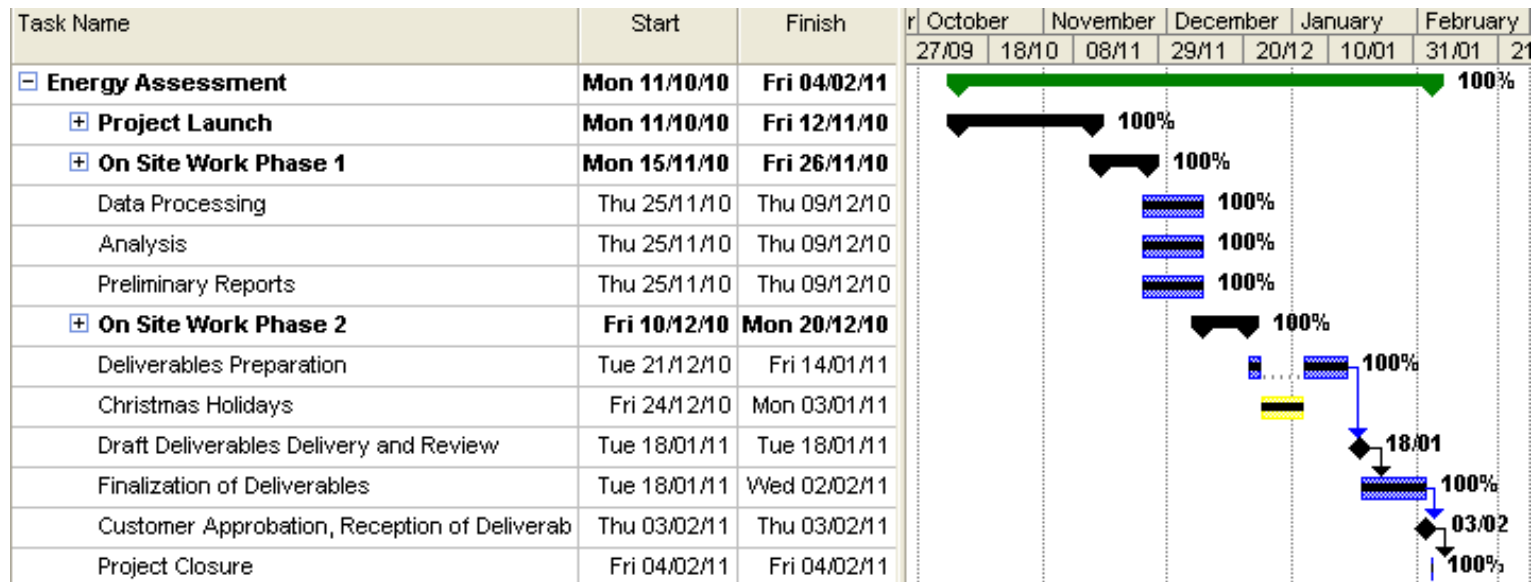 Task Name Start Finish r October November December January February
27/09 18/10 08/11 29/11 20/12 10/01 31/01 21
Energy Assessment Mon 11/10/10 Fri 04/02/11 100%
Project Launch Mon 11/10/10 Fri 12/11/10 100%
On Site Work Phase 1 Mon 15/11/10 Fri 26/11/10 100%
Data Processing Thu 25/11/10 Thu 09/12/10 100%
Analysis Thu 25/11/10 Thu 09/12/10 100%
Preliminary Reports Thu 25/11/10 Thu 09/12/10 100%
On Site Work Phase 2 Fri 10/12/10 Mon 20/12/10 100%
Deliverables Preparation Tue 21/12/10 Fri 14/01/11 100%
Christmas Holidays Fri 24/12/10 Mon 03/01/11
Draft Deliverables Delivery and Review Tue 18/01/11 Tue 18/01/11 18/01
Finalization of Deliverables Tue 18/01/11 Wed 02/02/11 100%
Customer Approbation, Reception of Deliverab Thu 03/02/11 Thu 03/02/11 03/02
Project Closure Fri 04/02/11 Fri 04/02/11 100%